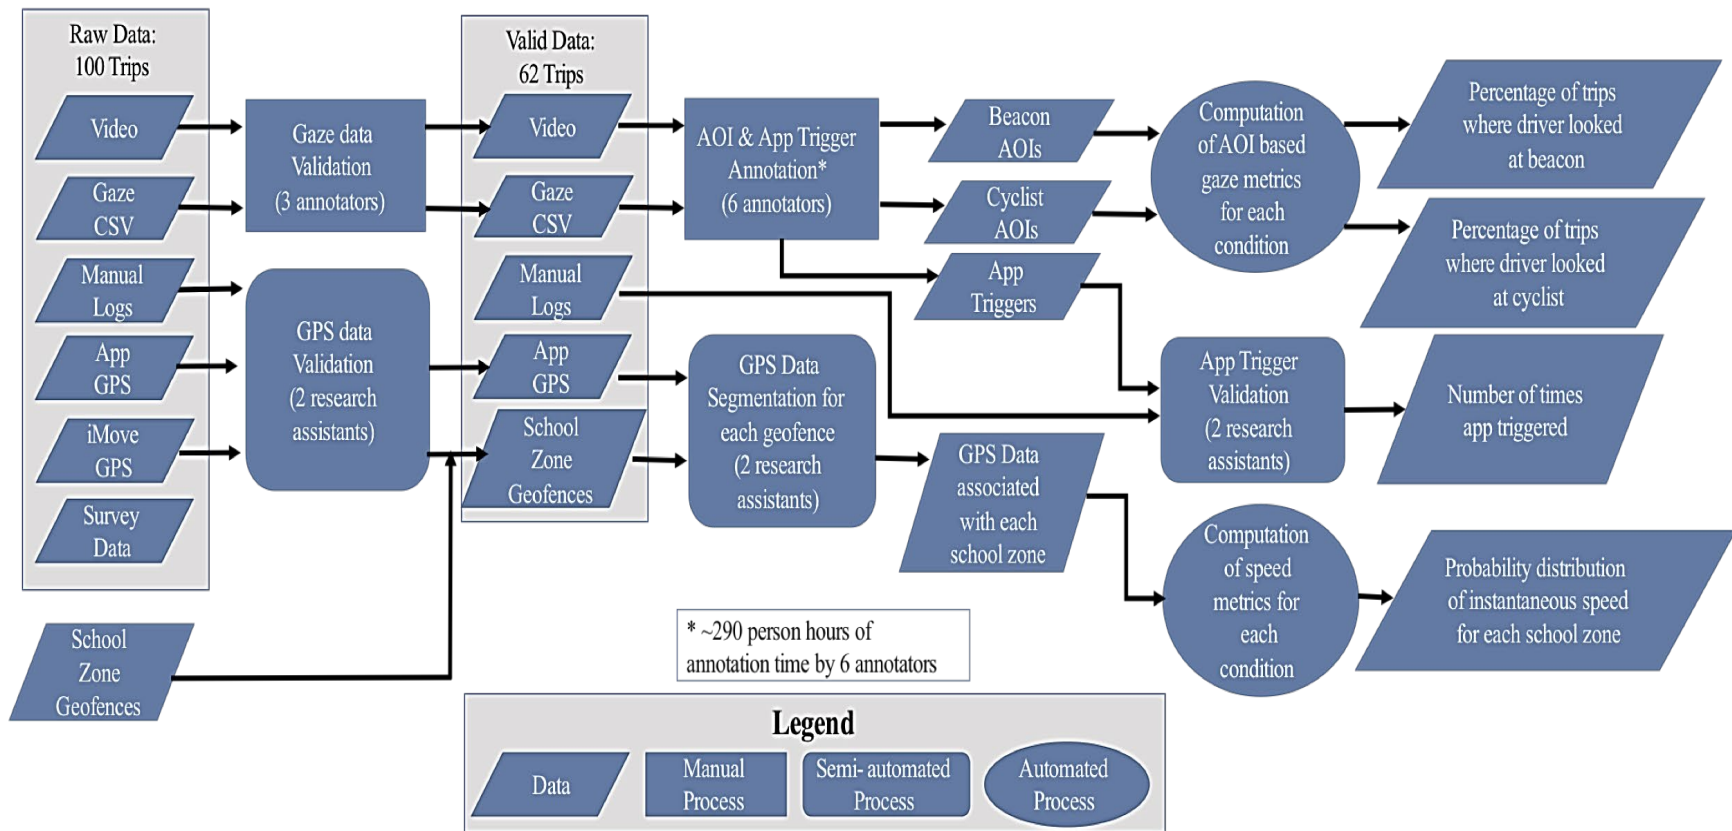 Raw Data:
100 Trips
Video
Gaze
CSV
Manual
Logs
App
GPS
iMove
GPS
Survey
Data
School
Zone
Geofences
Gaze data
Validation
(3 annotators)
GPS data
Validation
(2 research
assistants)
Valid Data:
62 Trips
Video
Gaze
CSV
Manual
Logs
App
GPS
School
Zone
Geofences
AOI & App Trigger
Annotation*
(6 annotators)
GPS Data
Segmentation for
each geofence
(2 research
assistants)
Beacon
AOIs
Cyclist
AOIs
App
Triggers
GPS Data
associated
with each
school zone
Computation
of AOI based
gaze metrics
for each
condition
App Trigger
Validation
(2 research
assistants)
Computation
of speed
metrics for
each
condition
Percentage of trips
where driver looked
at beacon
Percentage of trips
where driver looked
at cyclist
Number of times
app triggered
Probability distribution
of instantaneous speed
for each school zone
* ~290 person hours of
annotation time by 6 annotators
Legend
Data
Manual
Process
Semi- automated
Process
Automated
Process